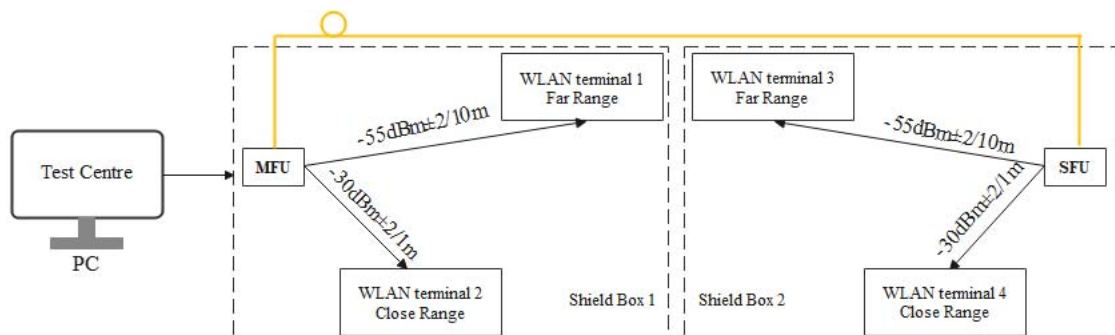 WLAN terminal 1
Far Range
WLAN terminal 3
Far Range
-55dBm±2/10m
-55dBm±2/10m
Test Centre
MFU
SFU
-30dBm±2/1m
-30dBm±2/1m
PC
WLAN terminal 2
Close Range
Shield Box 1
Shield Box 2
WLAN terminal 4
Close Range